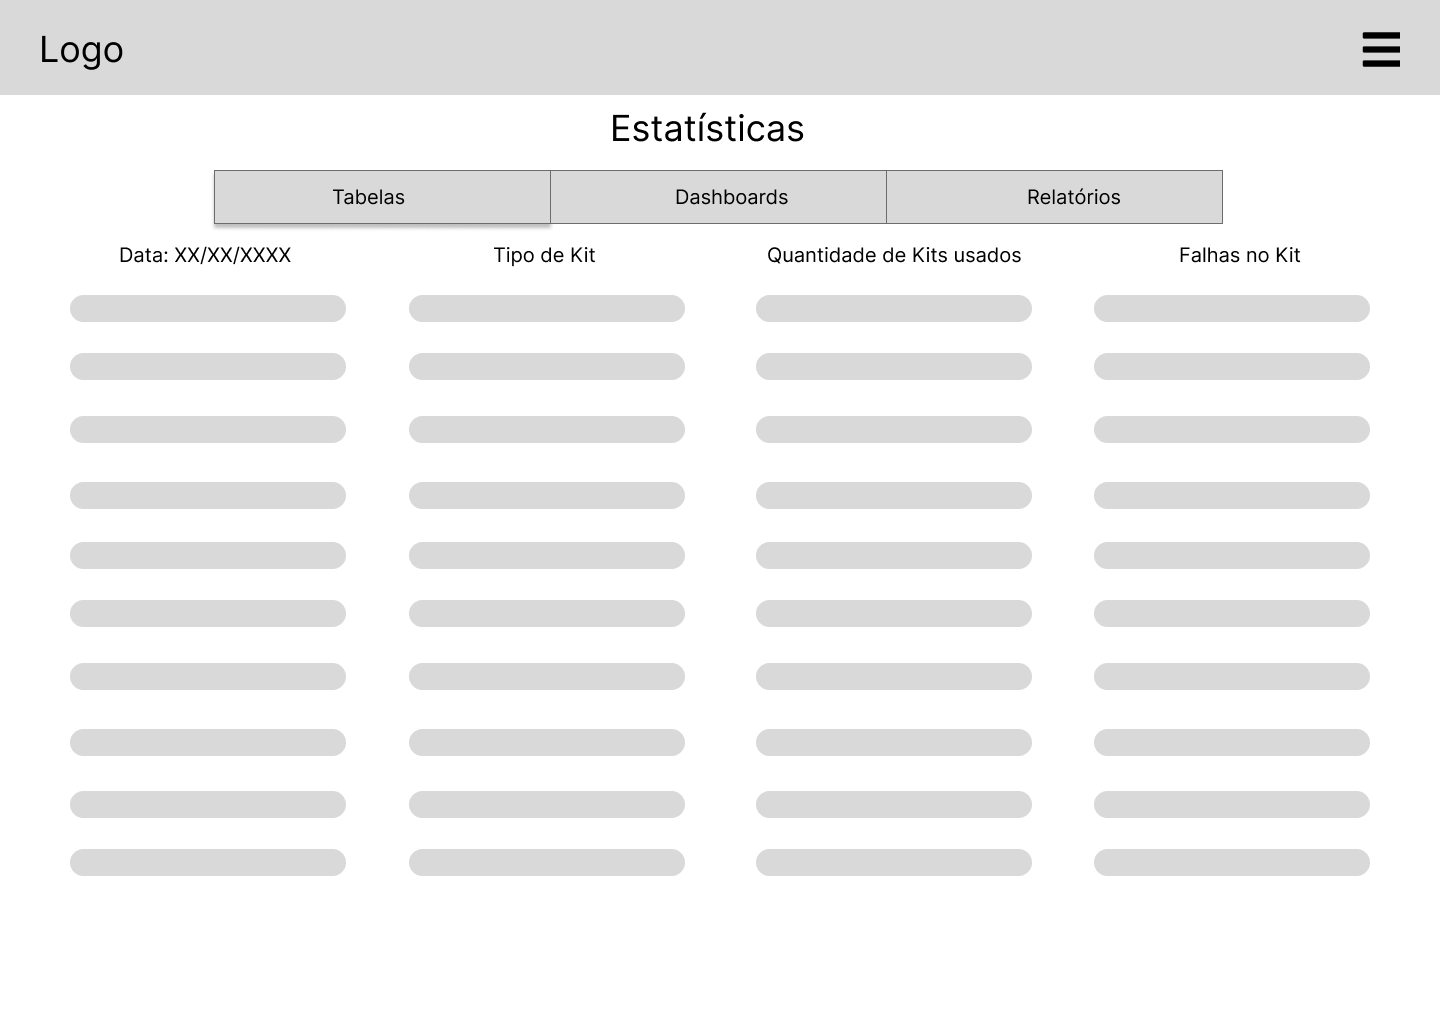 Logo
Estatísticas
Tabelas Dashboards Relatórios
Data: XX/XX/XXXX Tipo de Kit Quantidade de Kits usados Falhas no Kit